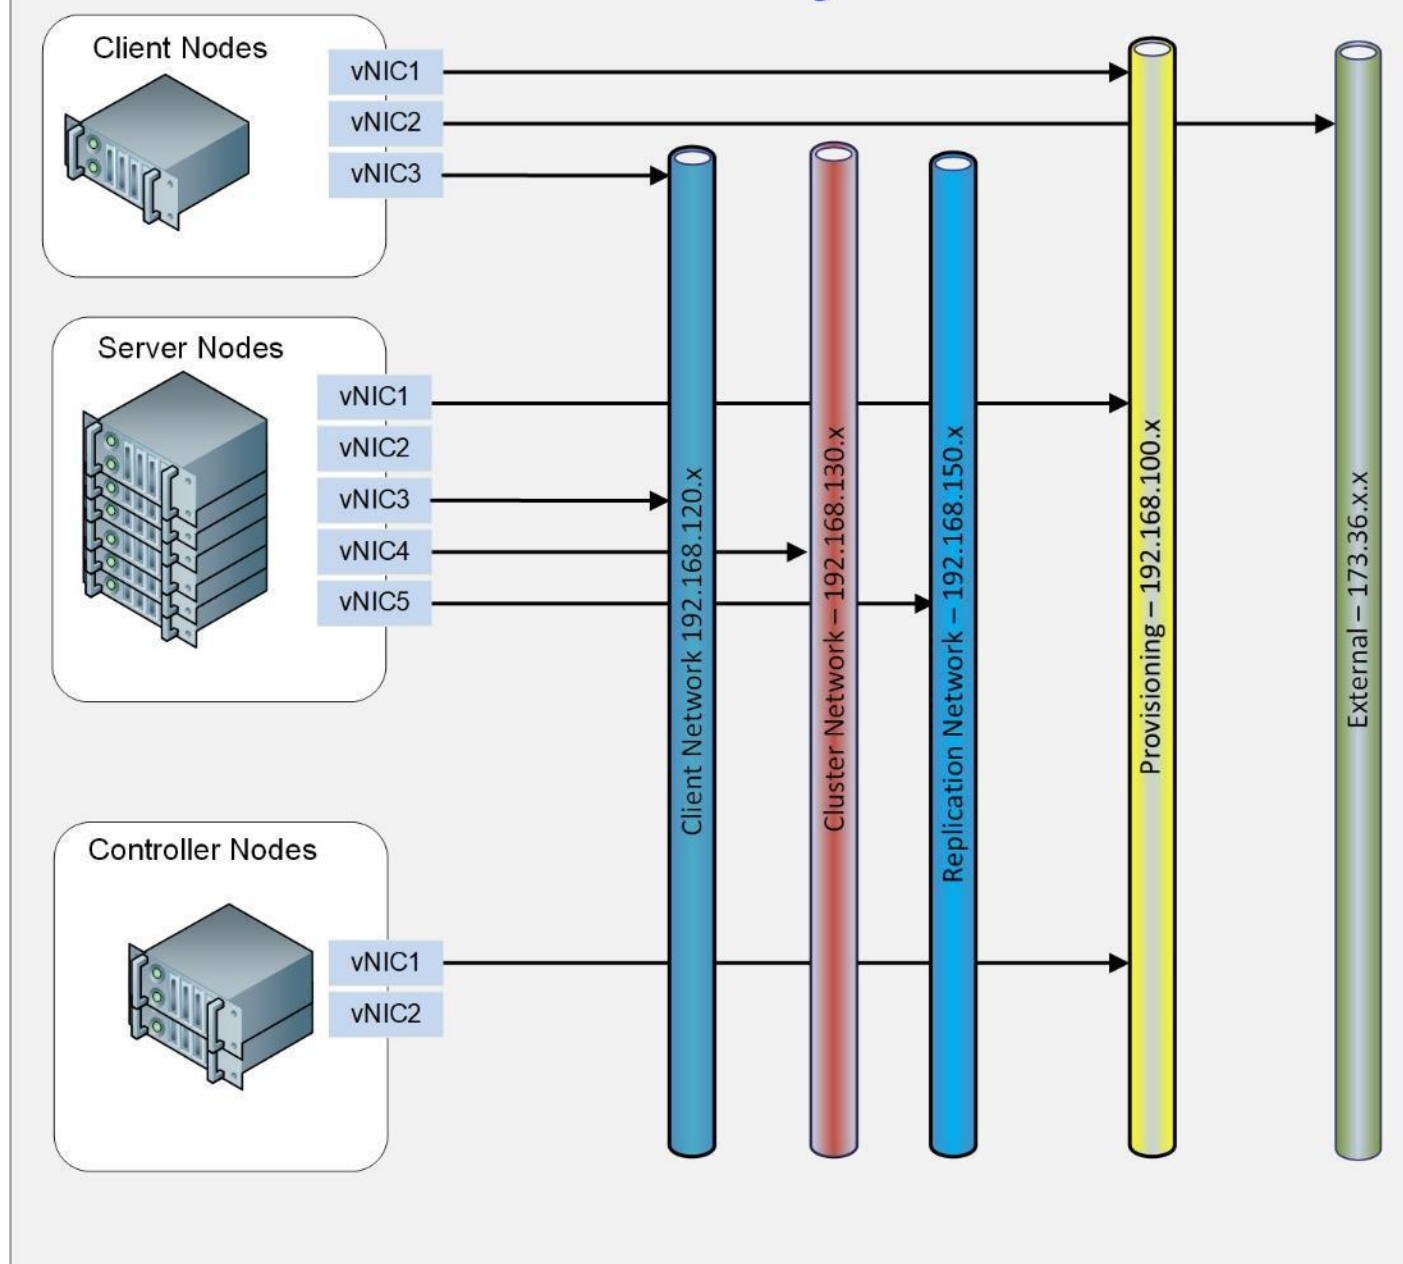 Client Nodes
vNIC1
vNIC2
vNIC3
Server Nodes
vNIC1
vNIC2
vNIC3
vNIC4
vNIC5
Controller Nodes
vNIC1
vNIC2
Client Network 192.168.120.x
Cluster Network – 192.168.130.x
Replication Network – 192.168.150.x
Provisioning – 192.168.100.x
External – 173.36.x.x